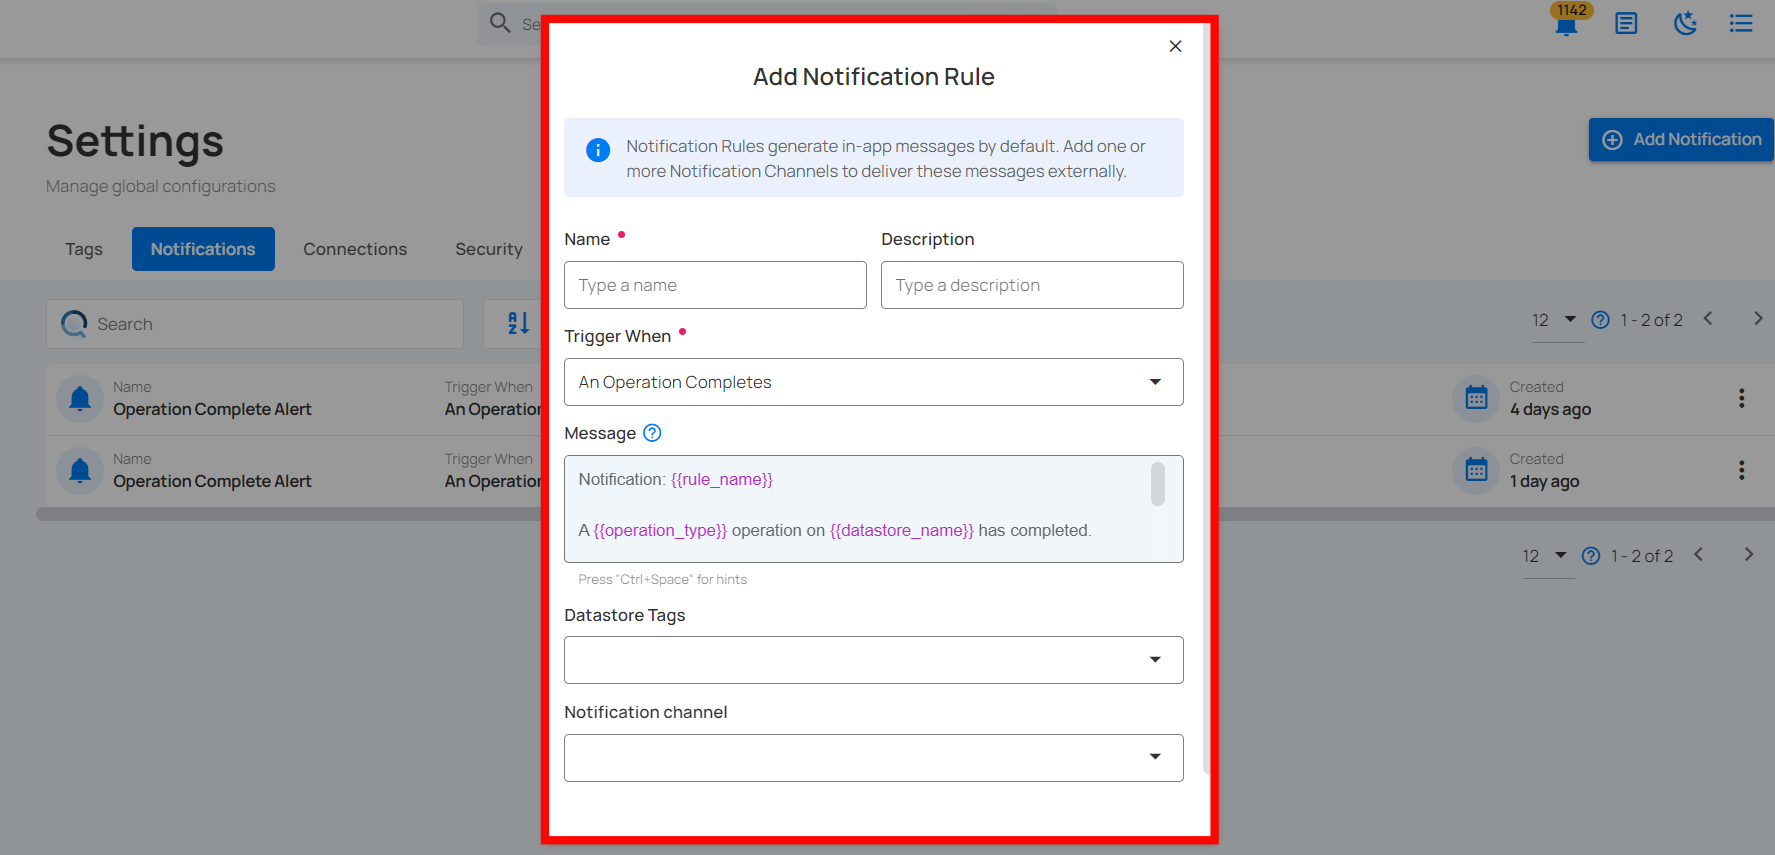 Se
1142
Settings
Manage global configurations
Add Notification
Tags
Notifications
Connections
Security
Search
12
1 - 2 of 2
Name
Operation Complete Alert
Trigger When
An Operation
Created
4 days ago
Name
Operation Complete Alert
Trigger When
An Operation
Created
1 day ago
12
1 - 2 of 2
Add Notification Rule
Notification Rules generate in-app messages by default. Add one or
more Notification Channels to deliver these messages externally.
Name
Description
Type a name
Type a description
Trigger When
An Operation Completes
Message
Notification: {{rule_name}}
A {{operation_type}} operation on {{datastore_name}} has completed.
Press "Ctrl+Space" for hints
Datastore Tags
Notification channel